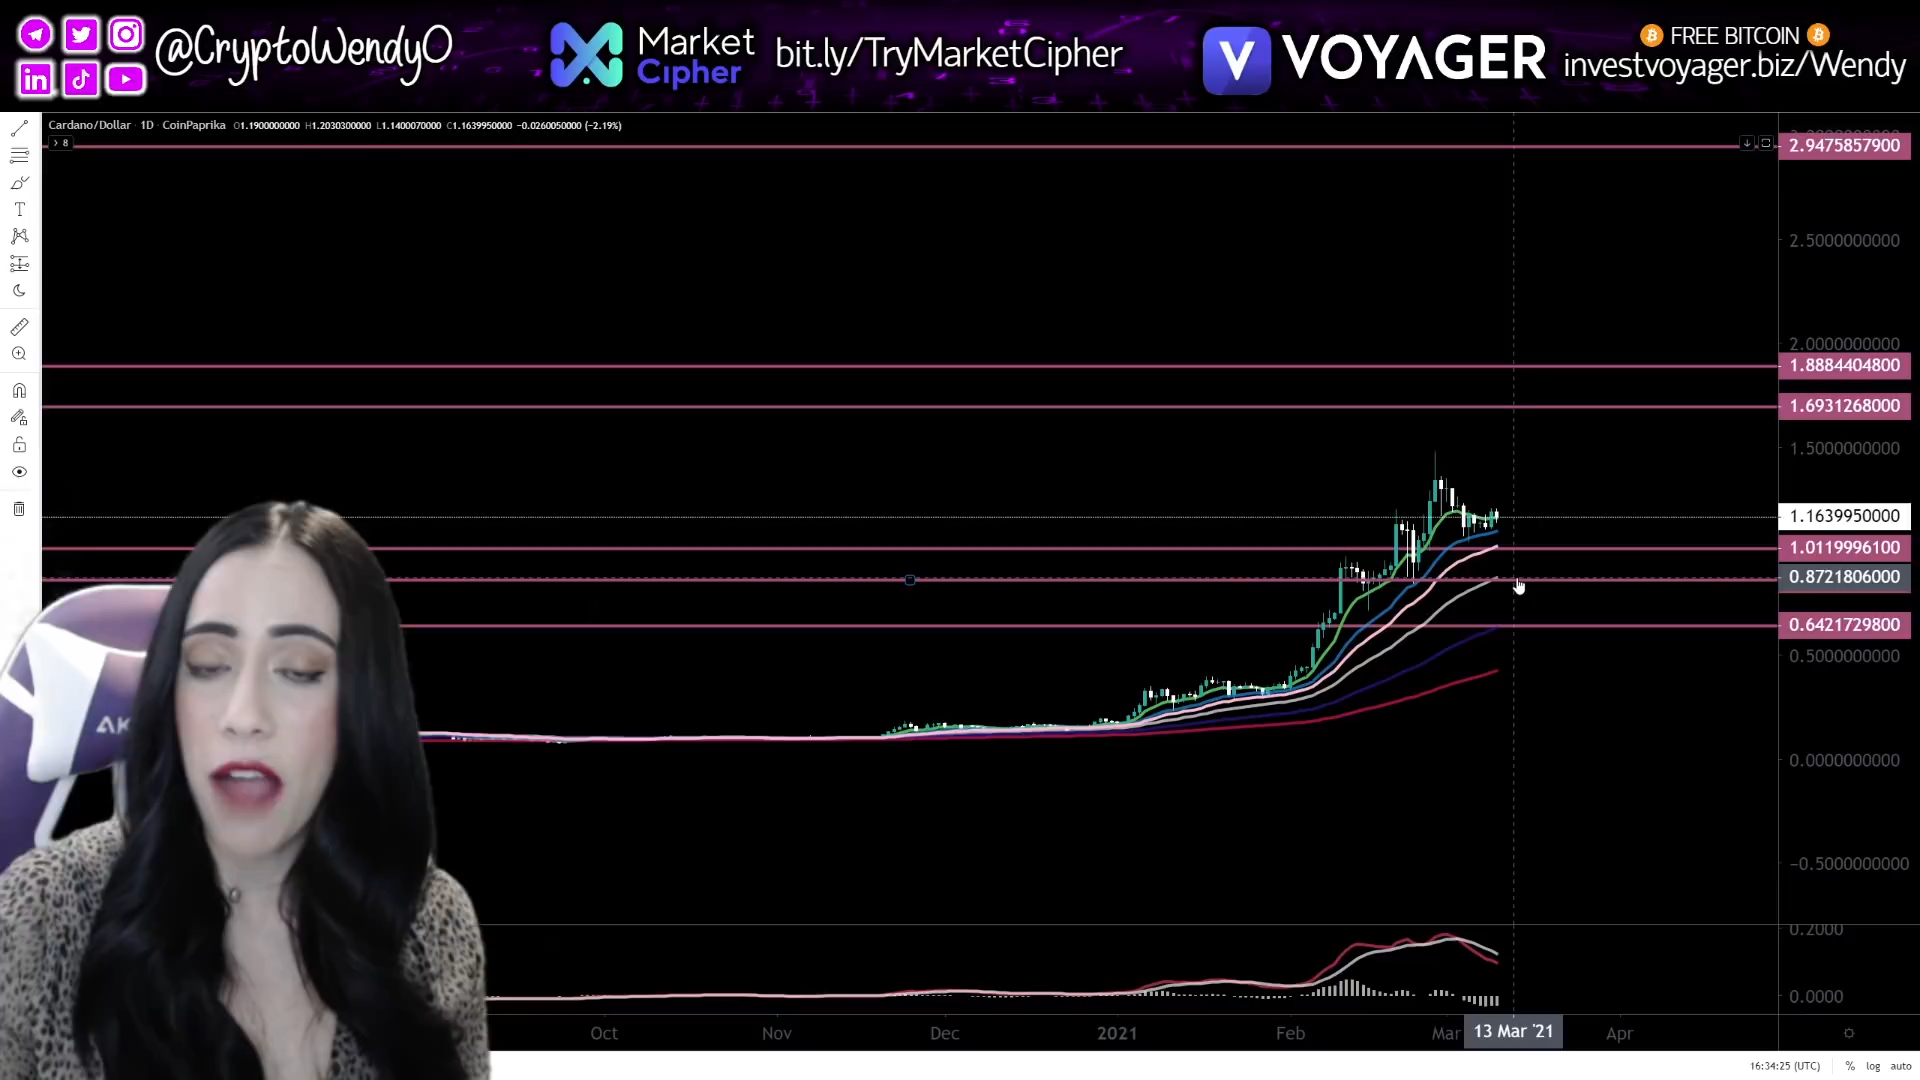 @CryptoWendyO
Market
Cipher
bit.ly/TryMarketCipher
V VOYAGER
FREE BITCOIN
investvoyager.biz/Wendy
Cardano/Dollar · 1D · CoinPaprika O1.1900000000 H1.2030300000 L1.1400070000 C1.1639950000 -0.0260050000 (-2.19%)
8
2.9475857900
2.5000000000
2.0000000000
1.8884404800
1.6931268000
1.5000000000
1.1639950000
1.0119996100
0.8721806000
0.6421729800
0.5000000000
0.0000000000
-0.5000000000
0.2000
0.0000
AK
Oct
Nov
Dec
2021
Feb
Mar
13 Mar '21
Apr
16:34:25 (UTC)
%
log
auto